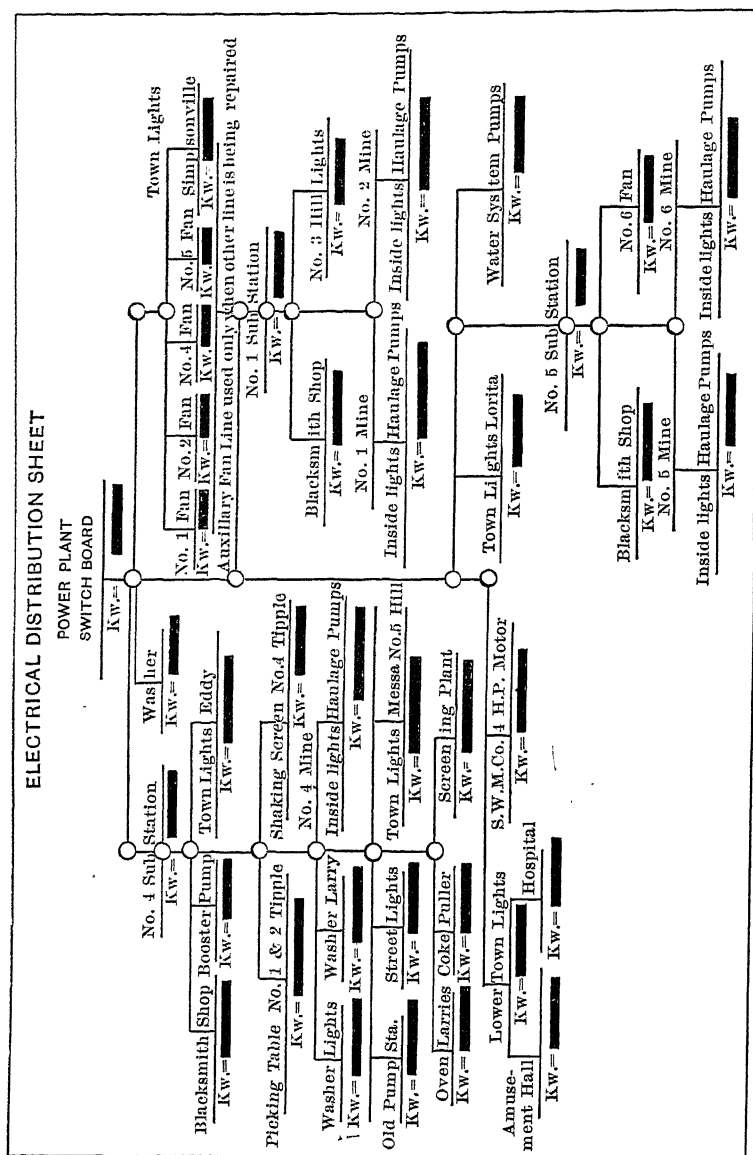 ELECTRICAL DISTRIBUTION SHEET
POWER PLANT
SWITCH BOARD
Kw.=
Washer
Kw.=
Town Lights
No. 1 Fan No. 2 Fan No. 4 Fan No. 5 Fan Simpsonville
Kw.= Kw.= Kw.= Kw.= Kw.=
Auxillary Fan Line used only when other line is being repaired
No. 4 Sub Station
Kw.=
Blacksmith Shop Booster Pump Town Lights Eddy
Kw.= Kw.= Kw.=
Picking Table No. 1 & 2 Tipple Shaking Screen No. 4 Tipple
Kw.= Kw.=
No. 4 Mine
Washer Lights Washer Larry Inside lights Haulage Pumps
Kw.= Kw.= Kw.=
Old Pump Sta. Street Lights Town Lights Messa No. 5 Hill
Kw.= Kw.= Kw.=
Oven Larries Coke Puller Screening Plant
Kw.= Kw.= Kw.=
No. 1 Sub Station
Kw.=
Blacksmith Shop No. 3 Hill Lights
Kw.= Kw.=
No. 1 Mine No. 2 Mine
Inside lights Haulage Pumps Inside lights Haulage Pumps
Kw.= Kw.=
Town Lights Lorita Water System Pumps
Kw.= Kw.=
No. 5 Sub Station
Kw.=
Blacksmith Shop No. 6 Fan
Kw.= Kw.=
No. 5 Mine No. 6 Mine
Inside lights Haulage Pumps Inside lights Haulage Pumps
Kw.= Kw.=
Lower Town Lights S.W.M.Co. 4 H.P. Motor
Kw.= Kw.=
Amuse-
ment Hall Hospital
Kw.= Kw.=